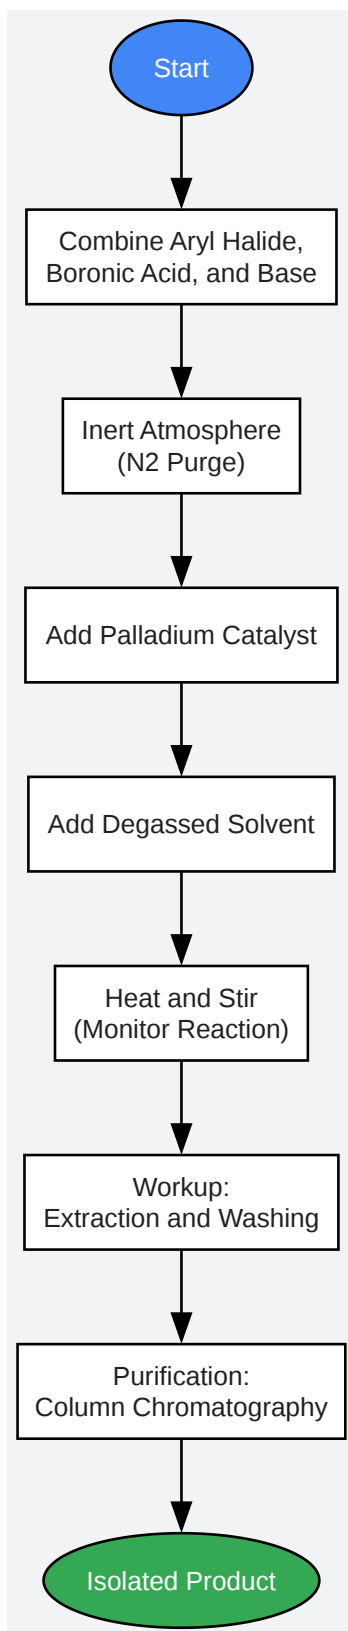 Start
Combine Aryl Halide,
Boronic Acid, and Base
Inert Atmosphere
(N2 Purge)
Add Palladium Catalyst
Add Degassed Solvent
Heat and Stir
(Monitor Reaction)
Workup:
Extraction and Washing
Purification:
Column Chromatography
Isolated Product